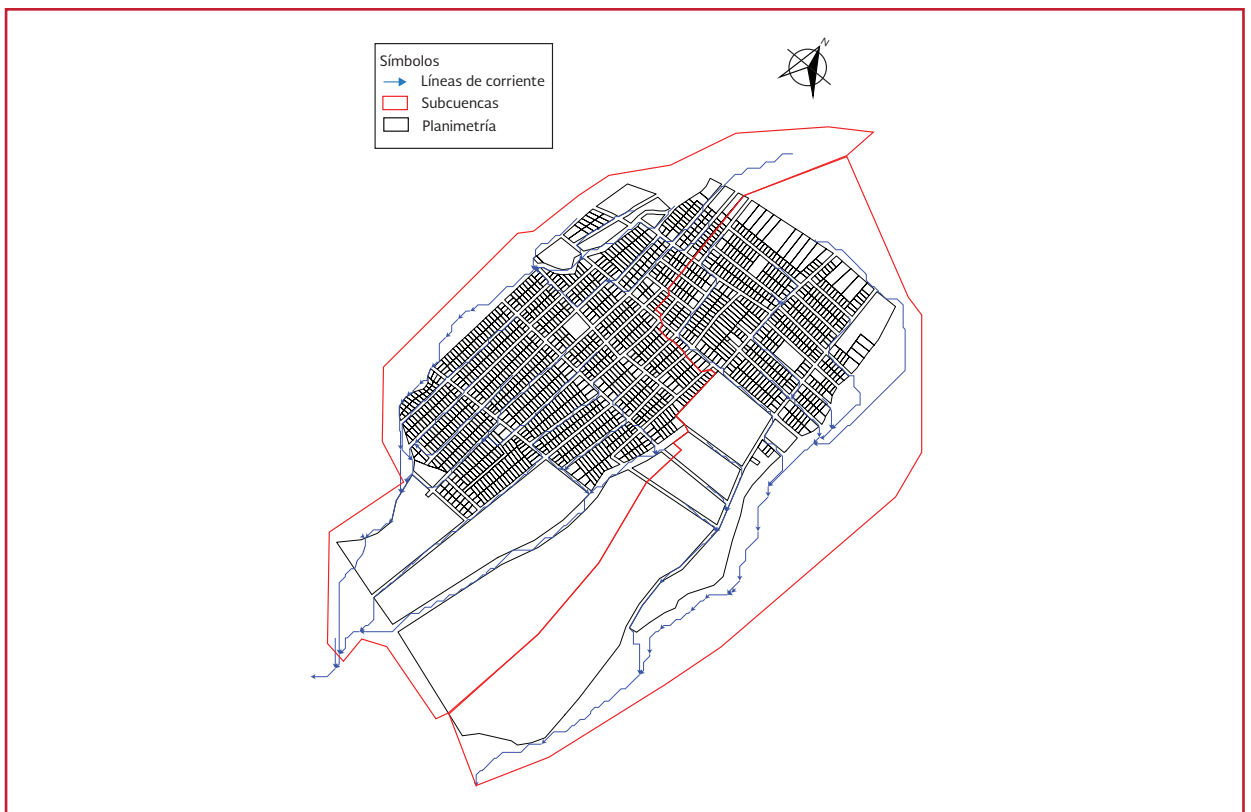 Símbolos
Líneas de corriente
Subcuencas
Planimetría
N